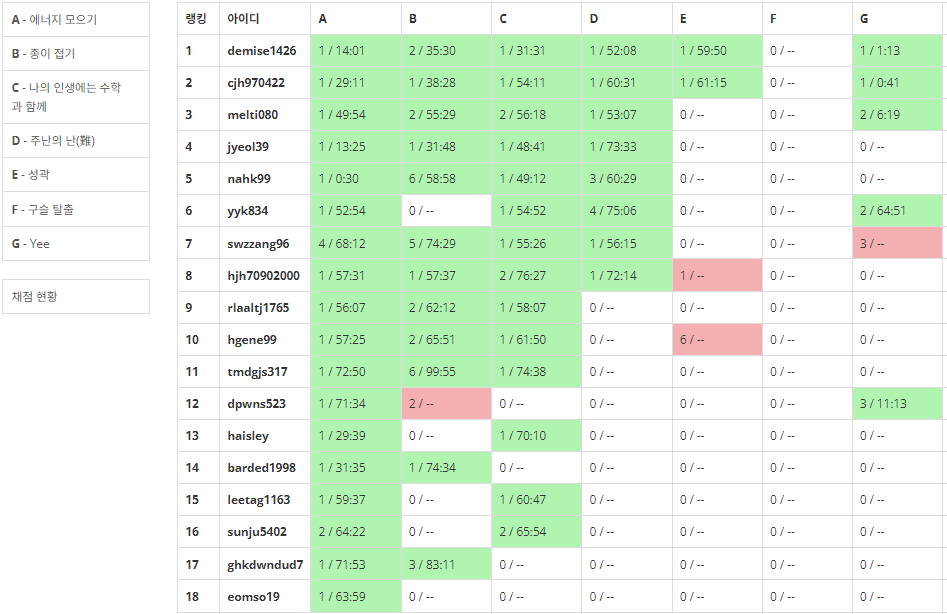 A - 에너지 모으기
B - 종이 접기
C - 나의 인생에는 수학
과 함께
D - 주난의 난(難)
E - 성곽
F - 구슬 탈출
G - Yee
채점 현황
랭킹 아이디 A B C D E F G
1 demise1426 1 / 14:01 2 / 35:30 1 / 31:31 1 / 52:08 1 / 59:50 0 / -- 1 / 1:13
2 cjh970422 1 / 29:11 1 / 38:28 1 / 54:11 1 / 60:31 1 / 61:15 0 / -- 1 / 0:41
3 melti080 1 / 49:54 2 / 55:29 2 / 56:18 1 / 53:07 0 / -- 0 / -- 2 / 6:19
4 jyeol39 1 / 13:25 1 / 31:48 1 / 48:41 1 / 73:33 0 / -- 0 / -- 0 / --
5 nahk99 1 / 0:30 6 / 58:58 1 / 49:12 3 / 60:29 0 / -- 0 / -- 0 / --
6 yyk834 1 / 52:54 0 / -- 1 / 54:52 4 / 75:06 0 / -- 0 / -- 2 / 64:51
7 swzzang96 4 / 68:12 5 / 74:29 1 / 55:26 1 / 56:15 0 / -- 0 / -- 3 / --
8 hjh70902000 1 / 57:31 1 / 57:37 2 / 76:27 1 / 72:14 1 / -- 0 / -- 0 / --
9 rlaaltj1765 1 / 56:07 2 / 62:12 1 / 58:07 0 / -- 0 / -- 0 / -- 0 / --
10 hgene99 1 / 57:25 2 / 65:51 1 / 61:50 0 / -- 6 / -- 0 / -- 0 / --
11 tmdgjs317 1 / 72:50 6 / 99:55 1 / 74:38 0 / -- 0 / -- 0 / -- 0 / --
12 dpwns523 1 / 71:34 2 / -- 0 / -- 0 / -- 0 / -- 0 / -- 3 / 11:13
13 haisley 1 / 29:39 0 / -- 1 / 70:10 0 / -- 0 / -- 0 / -- 0 / --
14 barded1998 1 / 31:35 1 / 74:34 0 / -- 0 / -- 0 / -- 0 / -- 0 / --
15 leetag1163 1 / 59:37 0 / -- 1 / 60:47 0 / -- 0 / -- 0 / -- 0 / --
16 sunju5402 2 / 64:22 0 / -- 2 / 65:54 0 / -- 0 / -- 0 / -- 0 / --
17 ghkdwndud7 1 / 71:53 3 / 83:11 0 / -- 0 / -- 0 / -- 0 / -- 0 / --
18 eomso19 1 / 63:59 0 / -- 0 / -- 0 / -- 0 / -- 0 / -- 0 / --